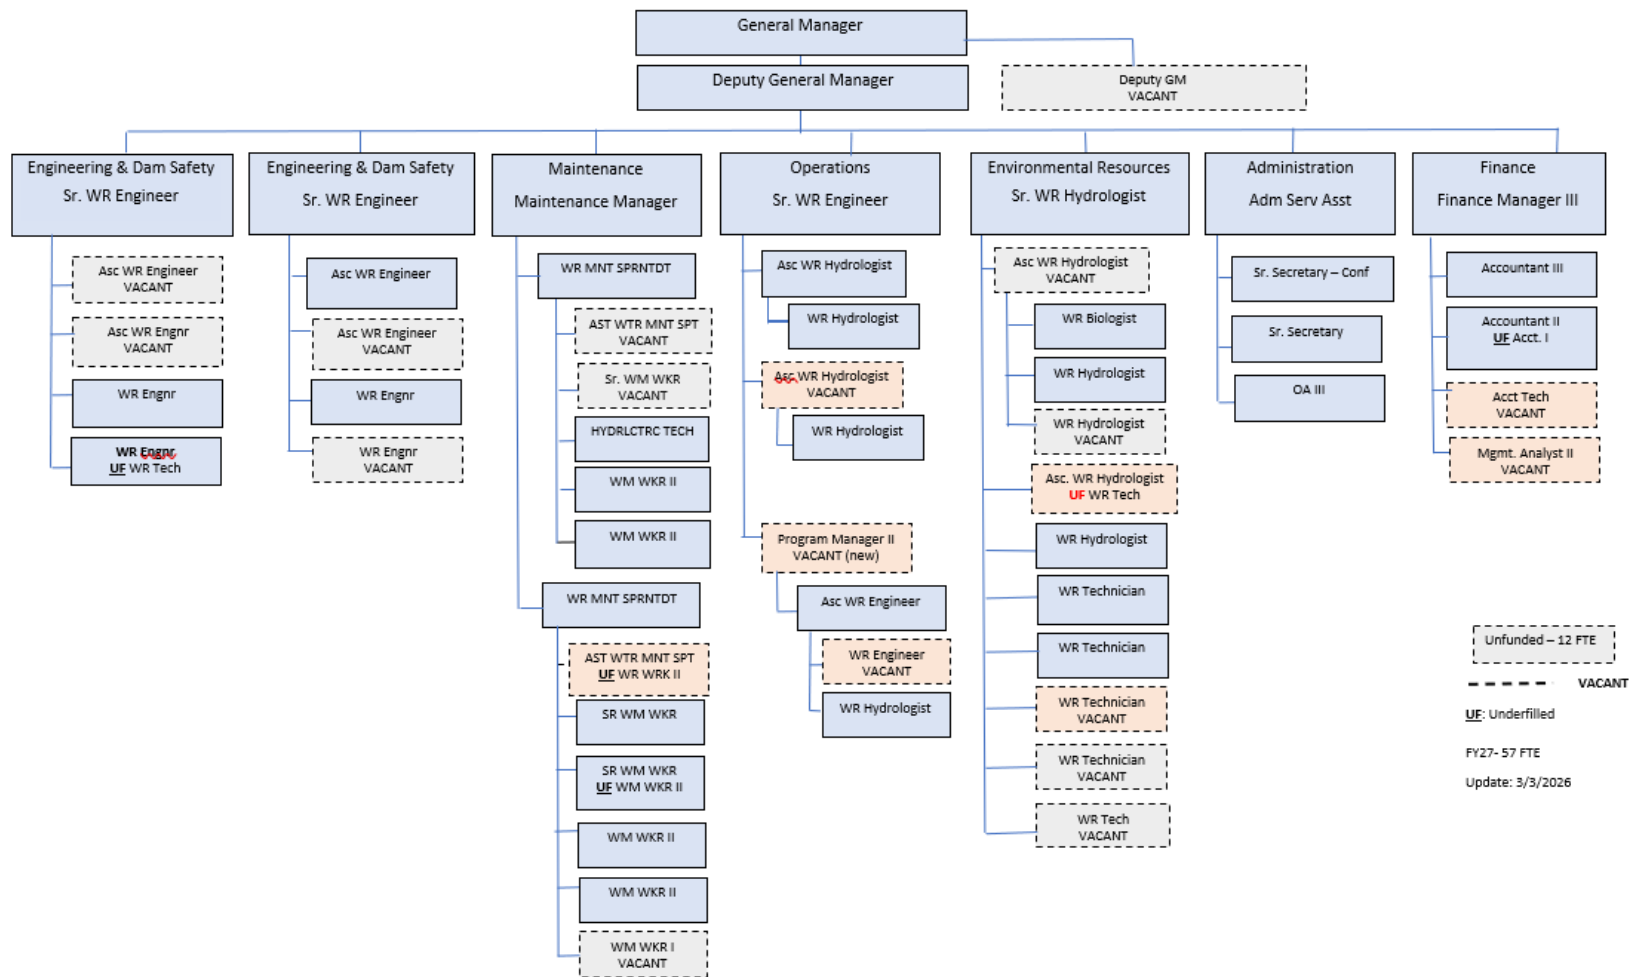 General Manager
Deputy General Manager
Deputy GM
VACANT
Engineering & Dam Safety
Sr. WR Engineer
Asc WR Engineer
VACANT
Asc WR Engnr
VACANT
WR Engnr
WR Engnr
UF WR Tech
Engineering & Dam Safety
Sr. WR Engineer
Asc WR Engineer
Asc WR Engineer
VACANT
WR Engnr
WR Engnr
VACANT
Maintenance
Maintenance Manager
WR MNT SPRNTDT
AST WTR MNT SPT
VACANT
Sr. WM WKR
VACANT
HYDRLCTRC TECH
WM WKR II
WM WKR II
WR MNT SPRNTDT
AST WTR MNT SPT
UF WR WRK II
SR WM WKR
SR WM WKR
UF WM WKR II
WM WKR II
WM WKR II
WM WKR I
VACANT
Operations
Sr. WR Engineer
Asc WR Hydrologist
WR Hydrologist
Asc WR Hydrologist
VACANT
WR Hydrologist
Program Manager II
VACANT (new)
Asc WR Engineer
WR Engineer
VACANT
WR Hydrologist
Environmental Resources
Sr. WR Hydrologist
Asc WR Hydrologist
VACANT
WR Biologist
WR Hydrologist
WR Hydrologist
VACANT
Asc. WR Hydrologist
UF WR Tech
WR Hydrologist
WR Technician
WR Technician
WR Technician
VACANT
WR Technician
VACANT
WR Tech
VACANT
Administration
Adm Serv Asst
Sr. Secretary – Conf
Sr. Secretary
OA III
Finance
Finance Manager III
Accountant III
Accountant II
UF Acct. I
Acct Tech
VACANT
Mgmt. Analyst II
VACANT
Unfunded – 12 FTE
VACANT
UF: Underfilled
FY27- 57 FTE
Update: 3/3/2026